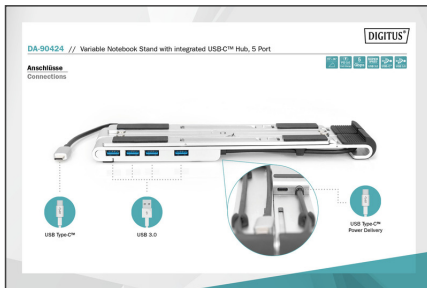 DIGITUS®
DA-90424 // Variable Notebook Stand with integrated USB-C™ Hub, 5 Port
Anschlüsse
Connections
USB Type-C™
USB 3.0
USB Type-C™
Power Delivery